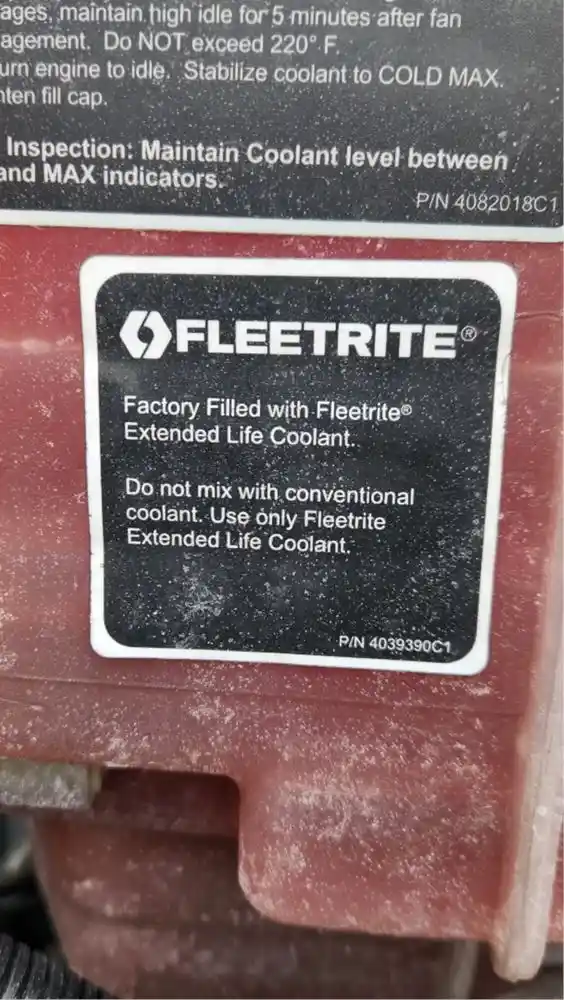 ages, maintain high idle for 5 minutes after fan
agement. Do NOT exceed 220° F.
urn engine to idle. Stabilize coolant to COLD MAX.
hten fill cap.
Inspection: Maintain Coolant level between
and MAX indicators.
P/N 4082018C1
FLEETRITE®
Factory Filled with Fleetrite®
Extended Life Coolant.
Do not mix with conventional
coolant. Use only Fleetrite
Extended Life Coolant.
P/N 4039390C1